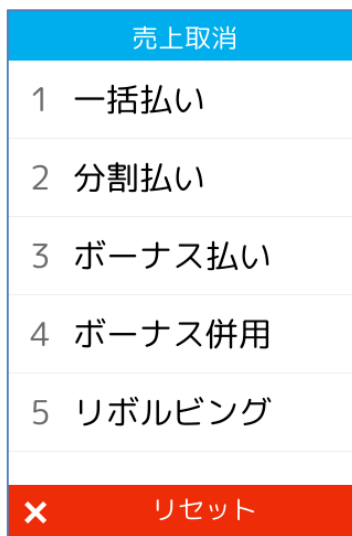 売上取消
1 一括払い
2 分割払い
3 ボーナス払い
4 ボーナス併用
5 リボルビング
× リセット